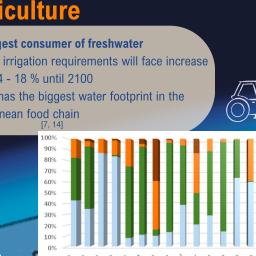 iculture
gest consumer of freshwater
irrigation requirements will face increase
4 - 18 % until 2100
has the biggest water footprint in the
nean food chain
[7, 14]
100%
90%
80%
70%
60%
50%
40%
30%
20%
10%
0%